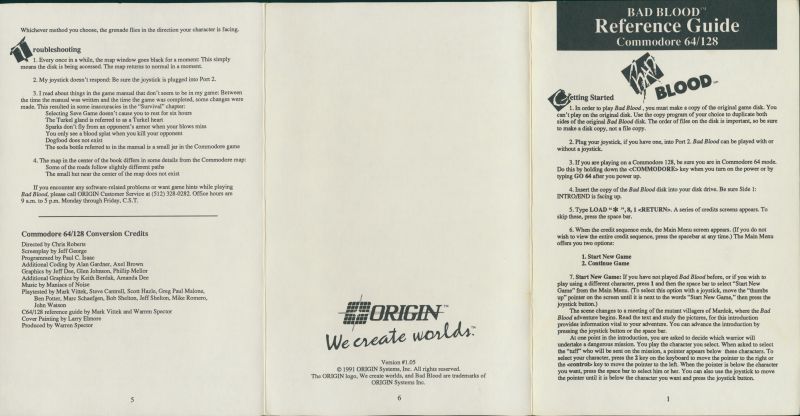 Whichever method you choose, the grenade flies in the direction your character is facing.
Troubleshooting
1. Every once in a while, the map window goes black for a moment: This simply
means the disk is being accessed. The map returns to normal in a moment.
2. My joystick doesn't respond: Be sure the joystick is plugged into Port 2.
3. I read about things in the game manual that don't seem to be in my game: Between
the time the manual was written and the time the game was completed, some changes were
made. This resulted in some inaccuracies in the "Survival" chapter:
Selecting Save Game doesn't cause you to rest for six hours
The Turkel gland is referred to as a Turkel heart
Sparks don't fly from an opponent's armor when your blows miss
You only see a blood splat when you kill your opponent
Dogfood does not exist
The soda bottle referred to in the manual is a small jar in the Commodore game
4. The map in the center of the book differs in some details from the Commodore map:
Some of the roads follow slightly different paths
The small hut near the center of the map does not exist
If you encounter any software-related problems or want game hints while playing
Bad Blood, please call ORIGIN Customer Service at (512) 328-0282. Office hours are
9 a.m. to 5 p.m. Monday through Friday, C.S.T.
Commodore 64/128 Conversion Credits
Directed by Chris Roberts
Screenplay by Jeff George
Programmed by Paul C. Isaac
Additional Coding by Alan Gardner, Axel Brown
Graphics by Jeff Dee, Glen Johnson, Phillip Mellor
Additional Graphics by Keith Berdak, Amanda Dee
Music by Maniacs of Noise
Playtested by Mark Vittek, Steve Cantrell, Scott Hazle, Greg Paul Malone,
Ben Potter, Marc Schaefgen, Bob Shelton, Jeff Shelton, Mike Romero,
John Watson
C64/128 reference guide by Mark Vittek and Warren Spector
Cover Painting by Larry Elmore
Produced by Warren Spector
5
ORIGIN™
We create worlds.™
Version #1.05
© 1991 ORIGIN Systems, Inc. All rights reserved.
The ORIGIN logo, We create worlds, and Bad Blood are trademarks of
ORIGIN Systems Inc.
6
BAD BLOOD™
Reference Guide
Commodore 64/128
BAD
BLOOD™
Getting Started
1. In order to play Bad Blood, you must make a copy of the original game disk. You
can't play on the original disk. Use the copy program of your choice to duplicate both
sides of the original Bad Blood disk. The order of files on the disk is important, so be sure
to make a disk copy, not a file copy.
2. Plug your joystick, if you have one, into Port 2. Bad Blood can be played with or
without a joystick.
3. If you are playing on a Commodore 128, be sure you are in Commodore 64 mode.
Do this by holding down the <COMMODORE> key when you turn on the power or by
typing GO 64 after you power up.
4. Insert the copy of the Bad Blood disk into your disk drive. Be sure Side 1:
INTRO/END is facing up.
5. Type LOAD "*", 8, 1 <RETURN>. A series of credits screens appears. To
skip these, press the space bar.
6. When the credit sequence ends, the Main Menu screen appears. (If you do not
wish to view the entire credit sequence, press the spacebar at any time.) The Main Menu
offers you two options:
1. Start New Game
2. Continue Game
7. Start New Game: If you have not played Bad Blood before, or if you wish to
play using a different character, press 1 and then the space bar to select "Start New
Game" from the Main Menu. (To select this option with a joystick, move the "thumbs
up" pointer on the screen until it is next to the words "Start New Game," then press the
joystick button.)
The scene changes to a meeting of the mutant villagers of Mardok, where the Bad
Blood adventure begins. Read the text and study the pictures, for this introduction
provides information vital to your adventure. You can advance the introduction by
pressing the joystick button or the space bar.
At one point in the introduction, you are asked to decide which warrior will
undertake a dangerous mission. You play the character you select. When asked to select
the "tuff" who will be sent on the mission, a pointer appears below these characters. To
select your character, press the 2 key on the keyboard to move the pointer to the right or
the <control> key to move the pointer to the left. When the pointer is below the character
you want, press the space bar to select him or her. You can also use the joystick to move
the pointer until it is below the character you want and press the joystick button.
1